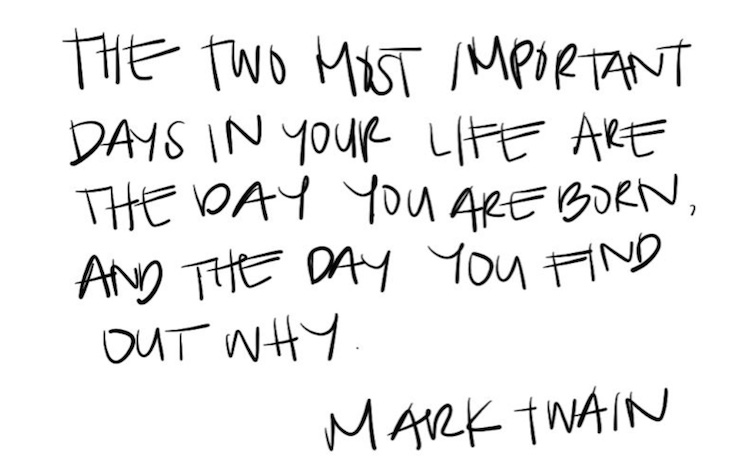 THE TWO MOST IMPORTANT
DAYS IN YOUR LIFE ARE
THE DAY YOU ARE BORN,
AND THE DAY YOU FIND
OUT WHY.
MARK TWAIN